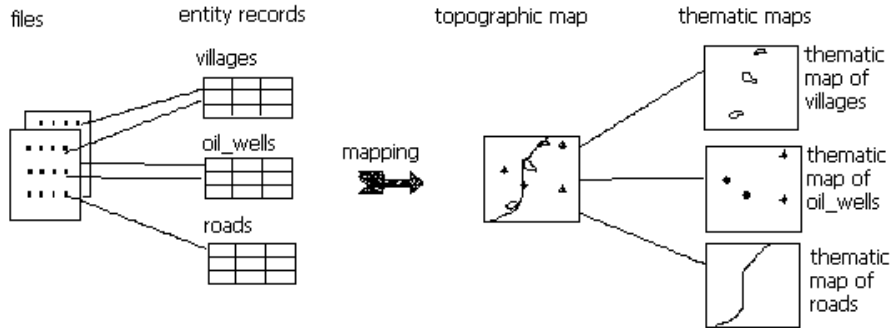 files
entity records
topographic map
thematic maps
villages
oil_wells
roads
mapping
thematic
map of
villages
thematic
map of
oil_wells
thematic
map of
roads